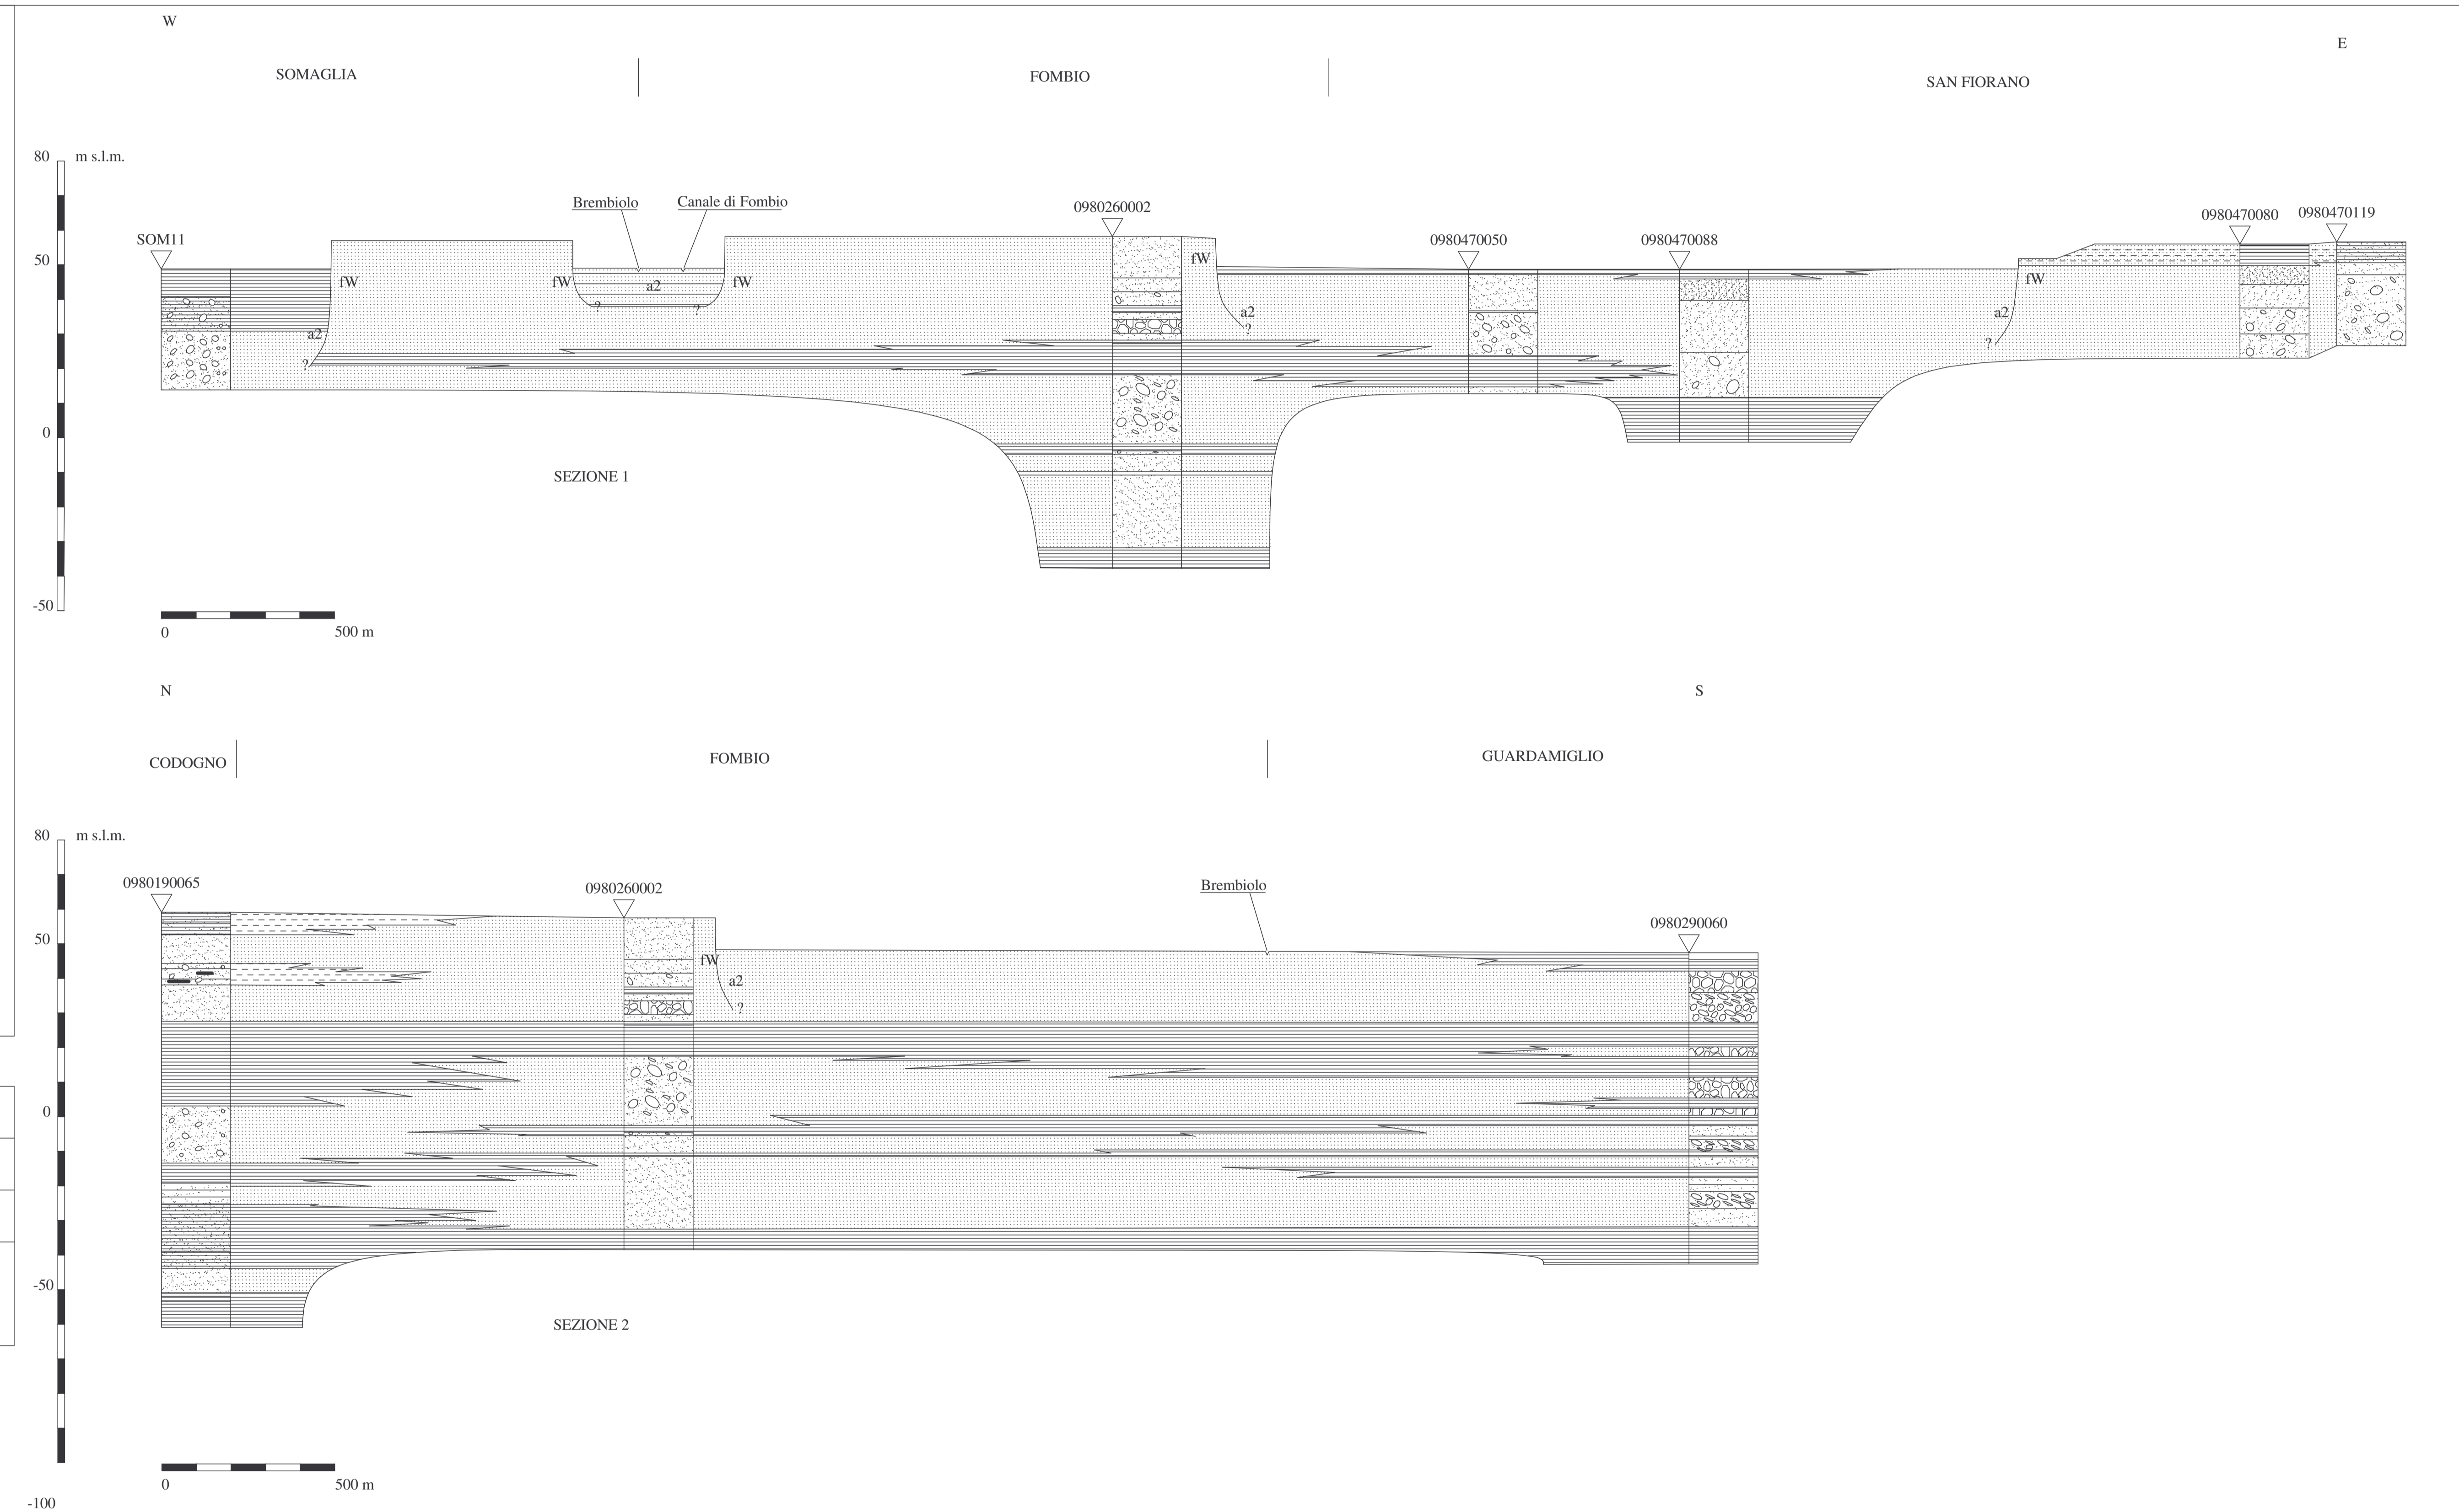 W
E
SOMAGLIA
FOMBIO
SAN FIORANO
80 m s.l.m.
Brembiolo
Canale di Fombio
0980260002
0980470080
0980470119
SOM11
0980470050
0980470088
50
fW
fW
fW
fW
fW
a2
a2
a2
a2
?
?
?
?
?
0
SEZIONE 1
-50
0
500 m
N
S
CODOGNO
FOMBIO
GUARDAMIGLIO
80 m s.l.m.
0980190065
0980260002
Brembiolo
0980290060
50
fW
a2
?
0
-50
SEZIONE 2
0
500 m
-100